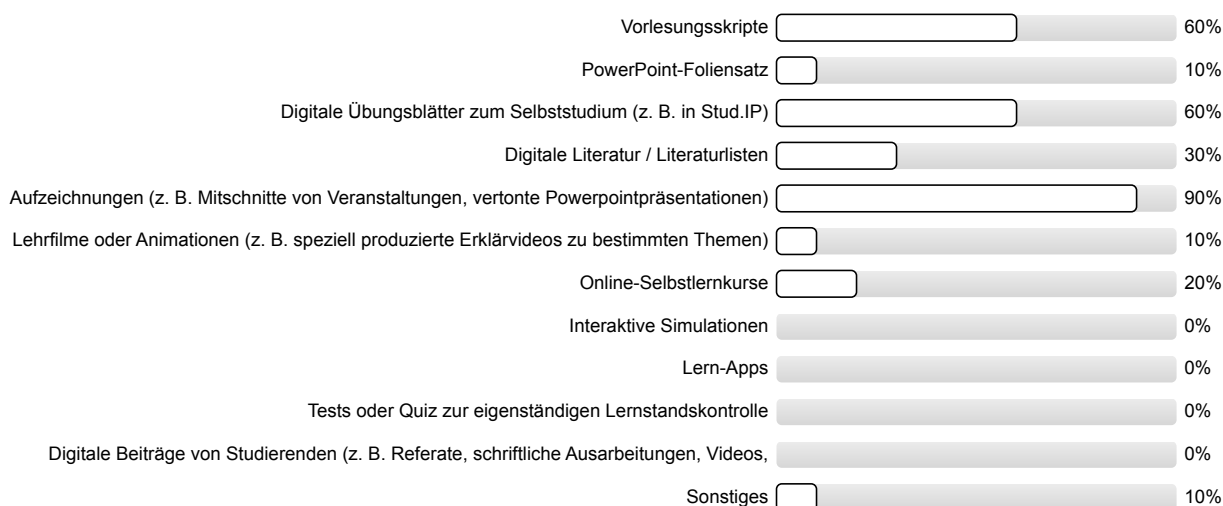 Vorlesungsskripte 60%
PowerPoint-Foliensatz 10%
Digitale Übungsblätter zum Selbststudium (z. B. in Stud.IP) 60%
Digitale Literatur / Literaturlisten 30%
Aufzeichnungen (z. B. Mitschnitte von Veranstaltungen, vertonte Powerpointpräsentationen) 90%
Lehrfilme oder Animationen (z. B. speziell produzierte Erklärvideos zu bestimmten Themen) 10%
Online-Selbstlernkurse 20%
Interaktive Simulationen 0%
Lern-Apps 0%
Tests oder Quiz zur eigenständigen Lernstandskontrolle 0%
Digitale Beiträge von Studierenden (z. B. Referate, schriftliche Ausarbeitungen, Videos, 0%
Sonstiges 10%